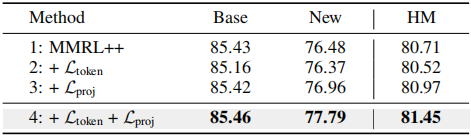 Method Base New HM
1: MMRL++ 85.43 76.48 80.71
2: + ℒtoken 85.16 76.37 80.52
3: + ℒproj 85.42 76.96 80.97
4: + ℒtoken + ℒproj 85.46 77.79 81.45